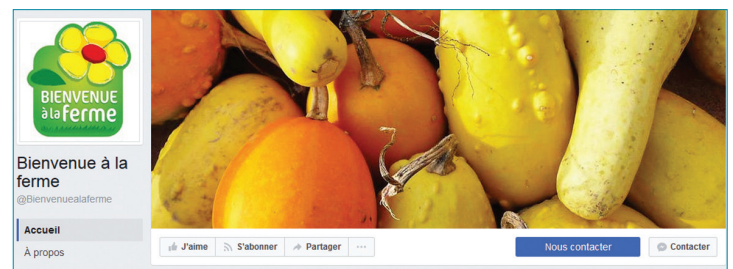 BIENVENUE
à la ferme
Bienvenue à la
ferme
@Bienvenuealaferme
Accueil
À propos
J'aime
S'abonner
Partager
Nous contacter
Contacter